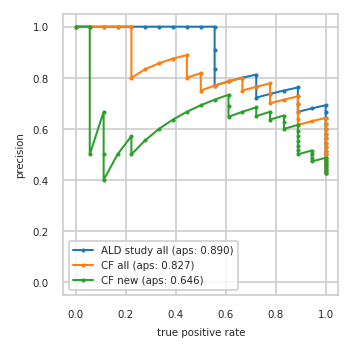 1.0
0.8
0.6
0.4
0.2
0.0
precision
ALD study all (aps: 0.890)
CF all (aps: 0.827)
CF new (aps: 0.646)
0.0 0.2 0.4 0.6 0.8 1.0
true positive rate